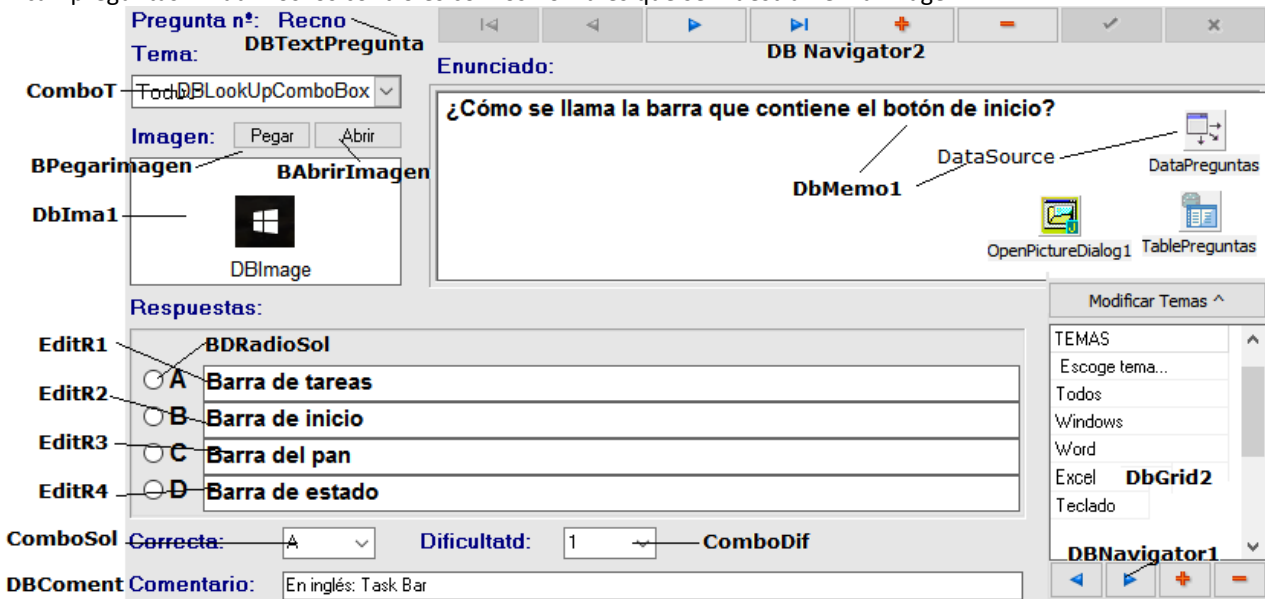 Pregunta nº: Recno
DBTextPregunta
DB Navigator2
Tema:
Enunciado:
ComboT
Todos
DBLookUpComboBox
¿Cómo se llama la barra que contiene el botón de inicio?
Imagen: Pegar Abrir
BPegarimagen
BAbrirImagen
DataSource
DataPreguntas
DbMemo1
DbIma1
DBImage
OpenPictureDialog1
TablePreguntas
Respuestas:
Modificar Temas ^
EditR1
BDRadioSol
A Barra de tareas
EditR2
B Barra de inicio
EditR3
C Barra del pan
EditR4
D Barra de estado
TEMAS
Escoge tema...
Todos
Windows
Word
Excel
DbGrid2
Teclado
ComboSol
Correcta: A
Dificultatd: 1
ComboDif
DBNavigator1
DBComent
Comentario: En inglés: Task Bar